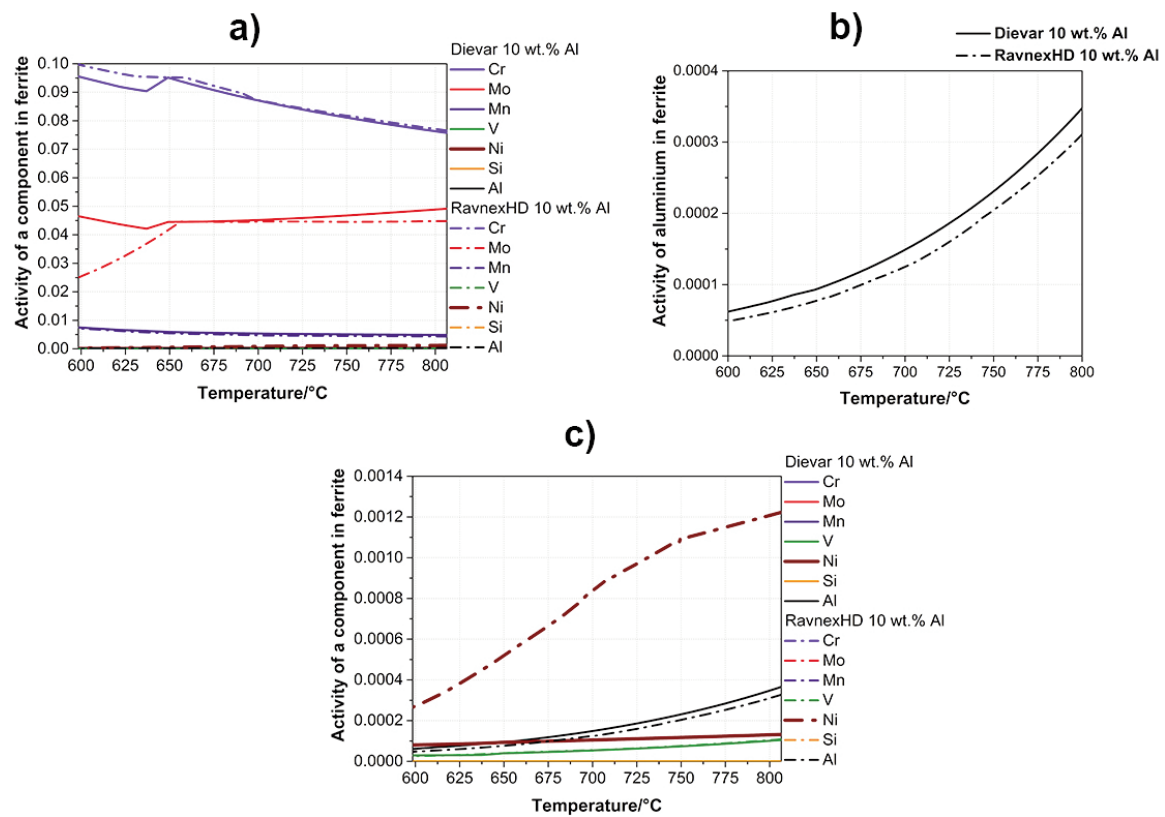 a)
Dievar 10 wt.% Al
Cr
Mo
Mn
V
Ni
Si
Al
RavnexHD 10 wt.% Al
Cr
Mo
Mn
V
Ni
Si
Al
0.10
0.09
0.08
0.07
0.06
0.05
0.04
0.03
0.02
0.01
0.00
Activity of a component in ferrite
600 625 650 675 700 725 750 775 800
Temperature/°C
b)
Dievar 10 wt.% Al
RavnexHD 10 wt.% Al
0.0004
0.0003
0.0002
0.0001
0.0000
Activity of aluminium in ferrite
600 625 650 675 700 725 750 775 800
Temperature/°C
c)
Dievar 10 wt.% Al
Cr
Mo
Mn
V
Ni
Si
Al
RavnexHD 10 wt.% Al
Cr
Mo
Mn
V
Ni
Si
Al
0.0014
0.0012
0.0010
0.0008
0.0006
0.0004
0.0002
0.0000
Activity of a component in ferrite
600 625 650 675 700 725 750 775 800
Temperature/°C